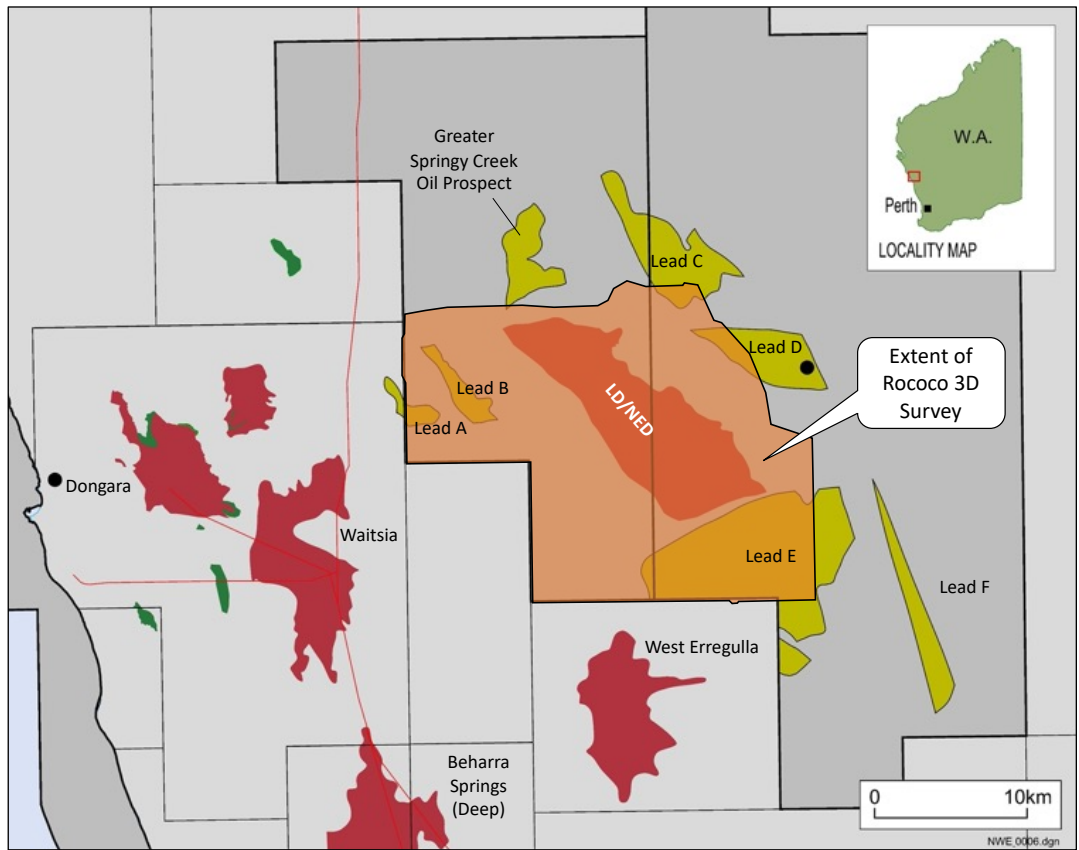 Greater
Springy Creek
Oil Prospect
W.A.
Perth
LOCALITY MAP
Lead C
Lead D
Extent of
Rococo 3D
Survey
Lead B
Lead A
LD/NED
Dongara
Waitsia
Lead E
Lead F
West Erregulla
Beharra
Springs
(Deep)
0
10km
NWE_0006.dgn